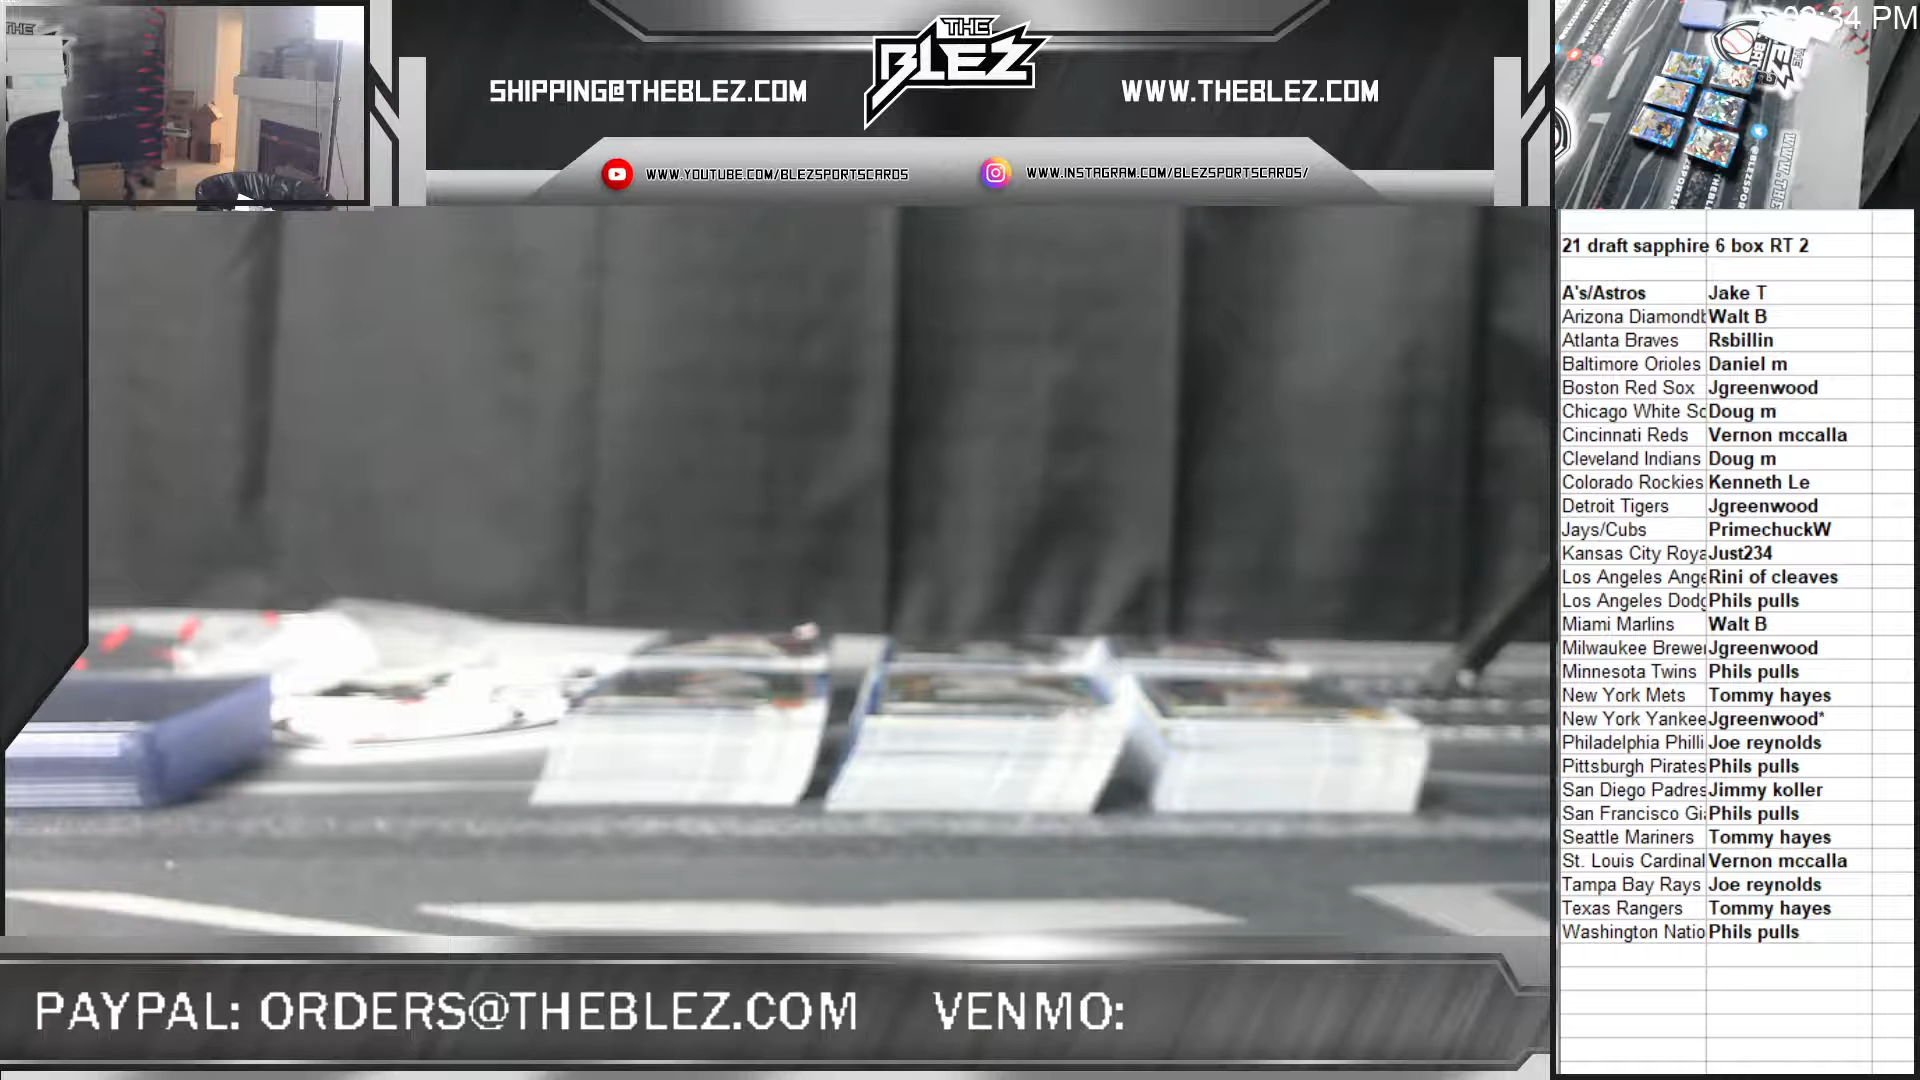 THE
BLEZ
SHIPPING@THEBLEZ.COM
WWW.THEBLEZ.COM
WWW.YOUTUBE.COM/BLEZSPORTSCARDS
WWW.INSTAGRAM.COM/BLEZSPORTSCARDS/
:34 PM
21 draft sapphire 6 box RT 2
A's/Astros Jake T
Arizona Diamondb Walt B
Atlanta Braves Rsbillin
Baltimore Orioles Daniel m
Boston Red Sox Jgreenwood
Chicago White So Doug m
Cincinnati Reds Vernon mccalla
Cleveland Indians Doug m
Colorado Rockies Kenneth Le
Detroit Tigers Jgreenwood
Jays/Cubs PrimechuckW
Kansas City Roya Just234
Los Angeles Ange Rini of cleaves
Los Angeles Dodg Phils pulls
Miami Marlins Walt B
Milwaukee Brewer Jgreenwood
Minnesota Twins Phils pulls
New York Mets Tommy hayes
New York Yankee Jgreenwood*
Philadelphia Philli Joe reynolds
Pittsburgh Pirates Phils pulls
San Diego Padres Jimmy koller
San Francisco Gi Phils pulls
Seattle Mariners Tommy hayes
St. Louis Cardinal Vernon mccalla
Tampa Bay Rays Joe reynolds
Texas Rangers Tommy hayes
Washington Natio Phils pulls
PAYPAL: ORDERS@THEBLEZ.COM VENMO: